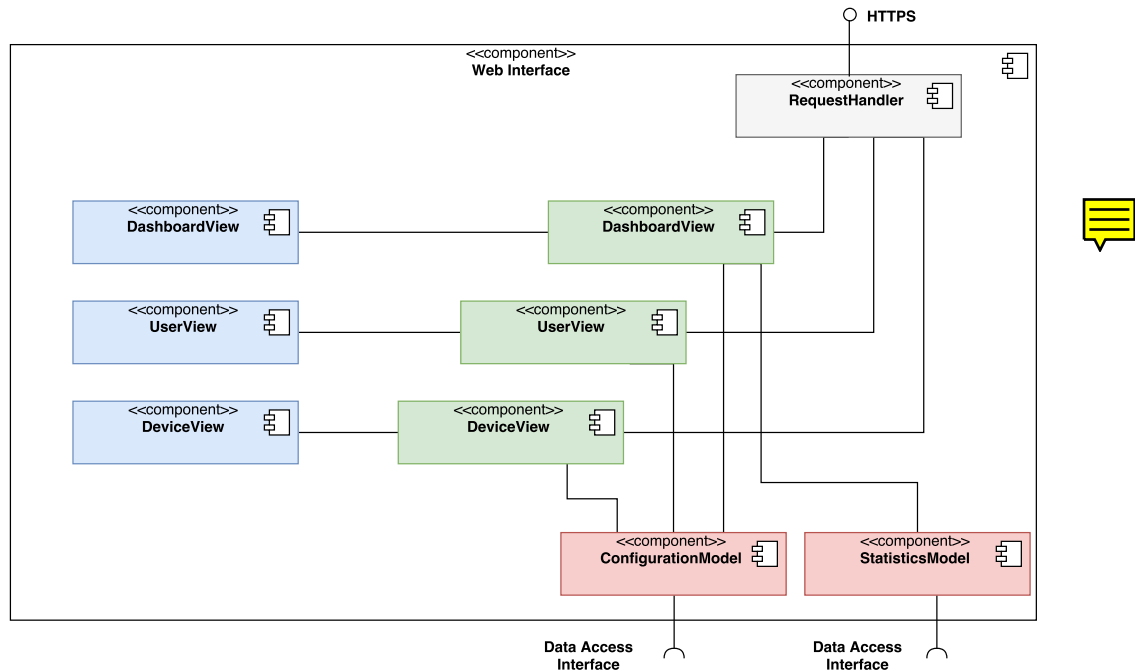 HTTPS
<<component>>
Web Interface
<<component>>
RequestHandler
<<component>>
DashboardView
<<component>>
DashboardView
<<component>>
UserView
<<component>>
UserView
<<component>>
DeviceView
<<component>>
DeviceView
<<component>>
ConfigurationModel
<<component>>
StatisticsModel
Data Access
Interface
Data Access
Interface